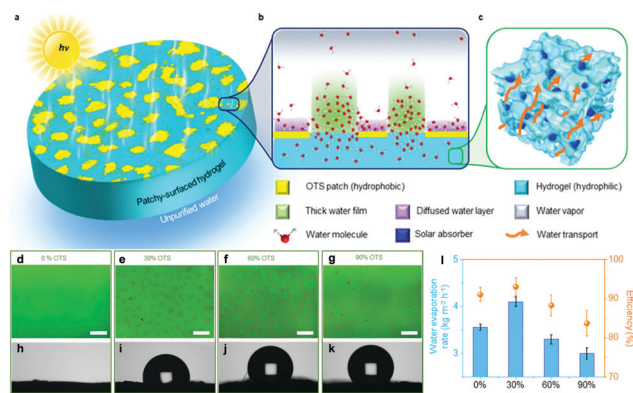 a
b
c
hν
Patchy-surfaced hydrogel
Unpurified water
OTS patch (hydrophobic)
Hydrogel (hydrophilic)
Thick water film
Diffused water layer
Water vapor
Water molecule
Solar absorber
Water transport
d
0 % OTS
e
30% OTS
f
60% OTS
g
90% OTS
h
i
j
k
l
Water evaporation
rate (kg m⁻² h⁻¹)
5
4
3
Efficiency (%)
100
90
80
70
0%
30%
60%
90%